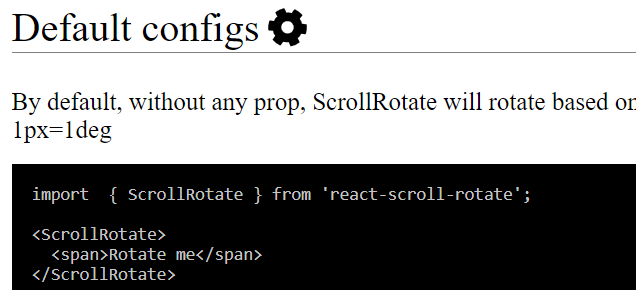 Default configs
By default, without any prop, ScrollRotate will rotate based on
1px=1deg
import  { ScrollRotate } from 'react-scroll-rotate';
<ScrollRotate>
  <span>Rotate me</span>
</ScrollRotate>